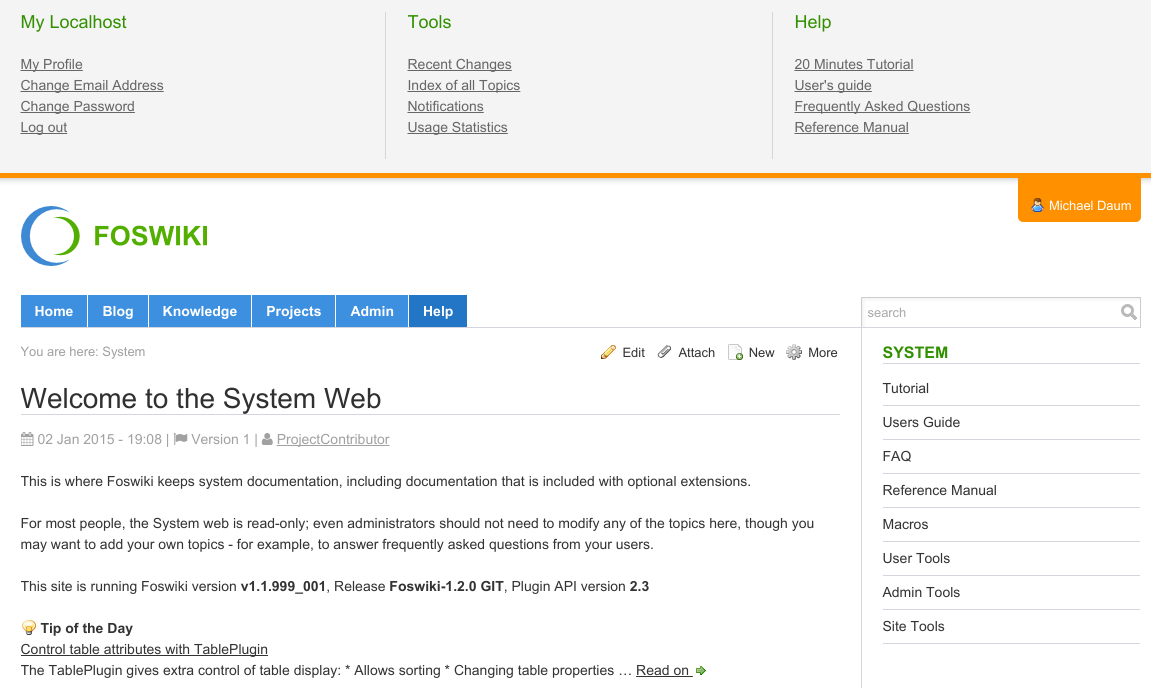 My Localhost
My Profile
Change Email Address
Change Password
Log out
Tools
Recent Changes
Index of all Topics
Notifications
Usage Statistics
Help
20 Minutes Tutorial
User's guide
Frequently Asked Questions
Reference Manual
Michael Daum
FOSWIKI
Home Blog Knowledge Projects Admin Help
search
You are here: System
Edit Attach New More
Welcome to the System Web
02 Jan 2015 - 19:08 | Version 1 | ProjectContributor
This is where Foswiki keeps system documentation, including documentation that is included with optional extensions.
For most people, the System web is read-only; even administrators should not need to modify any of the topics here, though you
may want to add your own topics - for example, to answer frequently asked questions from your users.
This site is running Foswiki version v1.1.999_001, Release Foswiki-1.2.0 GIT, Plugin API version 2.3
Tip of the Day
Control table attributes with TablePlugin
The TablePlugin gives extra control of table display: * Allows sorting * Changing table properties … Read on
SYSTEM
Tutorial
Users Guide
FAQ
Reference Manual
Macros
User Tools
Admin Tools
Site Tools